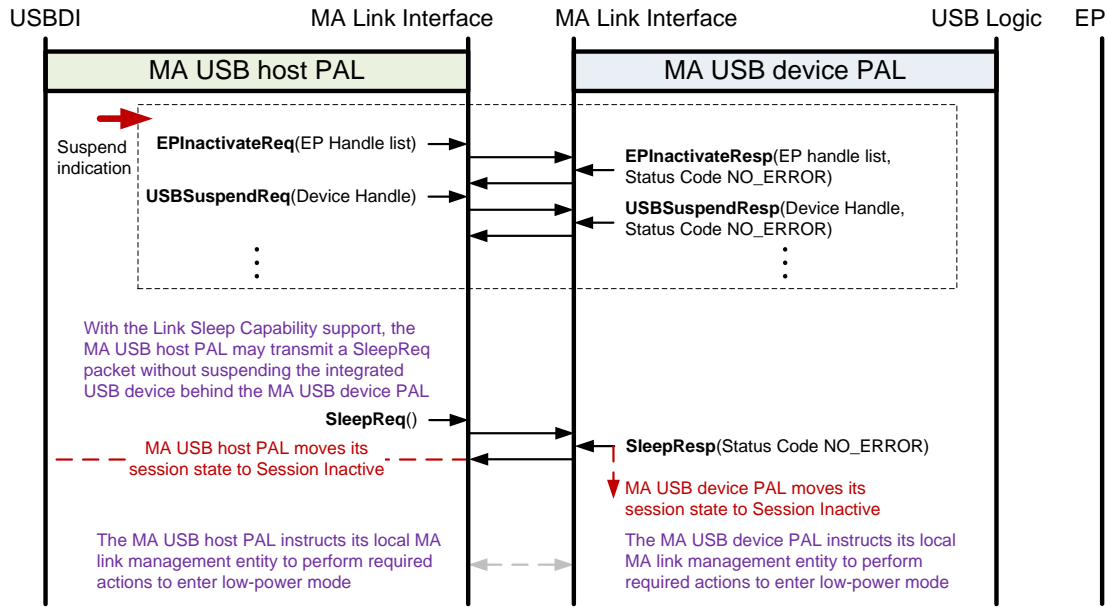 USBDI
MA Link Interface
MA Link Interface
USB Logic
EP
MA USB host PAL
MA USB device PAL
Suspend
indication
EPInactivateReq(EP Handle list)
EPInactivateResp(EP handle list,
Status Code NO_ERROR)
USBSuspendReq(Device Handle)
USBSuspendResp(Device Handle,
Status Code NO_ERROR)
With the Link Sleep Capability support, the
MA USB host PAL may transmit a SleepReq
packet without suspending the integrated
USB device behind the MA USB device PAL
SleepReq()
SleepResp(Status Code NO_ERROR)
MA USB host PAL moves its
session state to Session Inactive
MA USB device PAL moves its
session state to Session Inactive
The MA USB host PAL instructs its local MA
link management entity to perform required
actions to enter low-power mode
The MA USB device PAL instructs its local
MA link management entity to perform
required actions to enter low-power mode